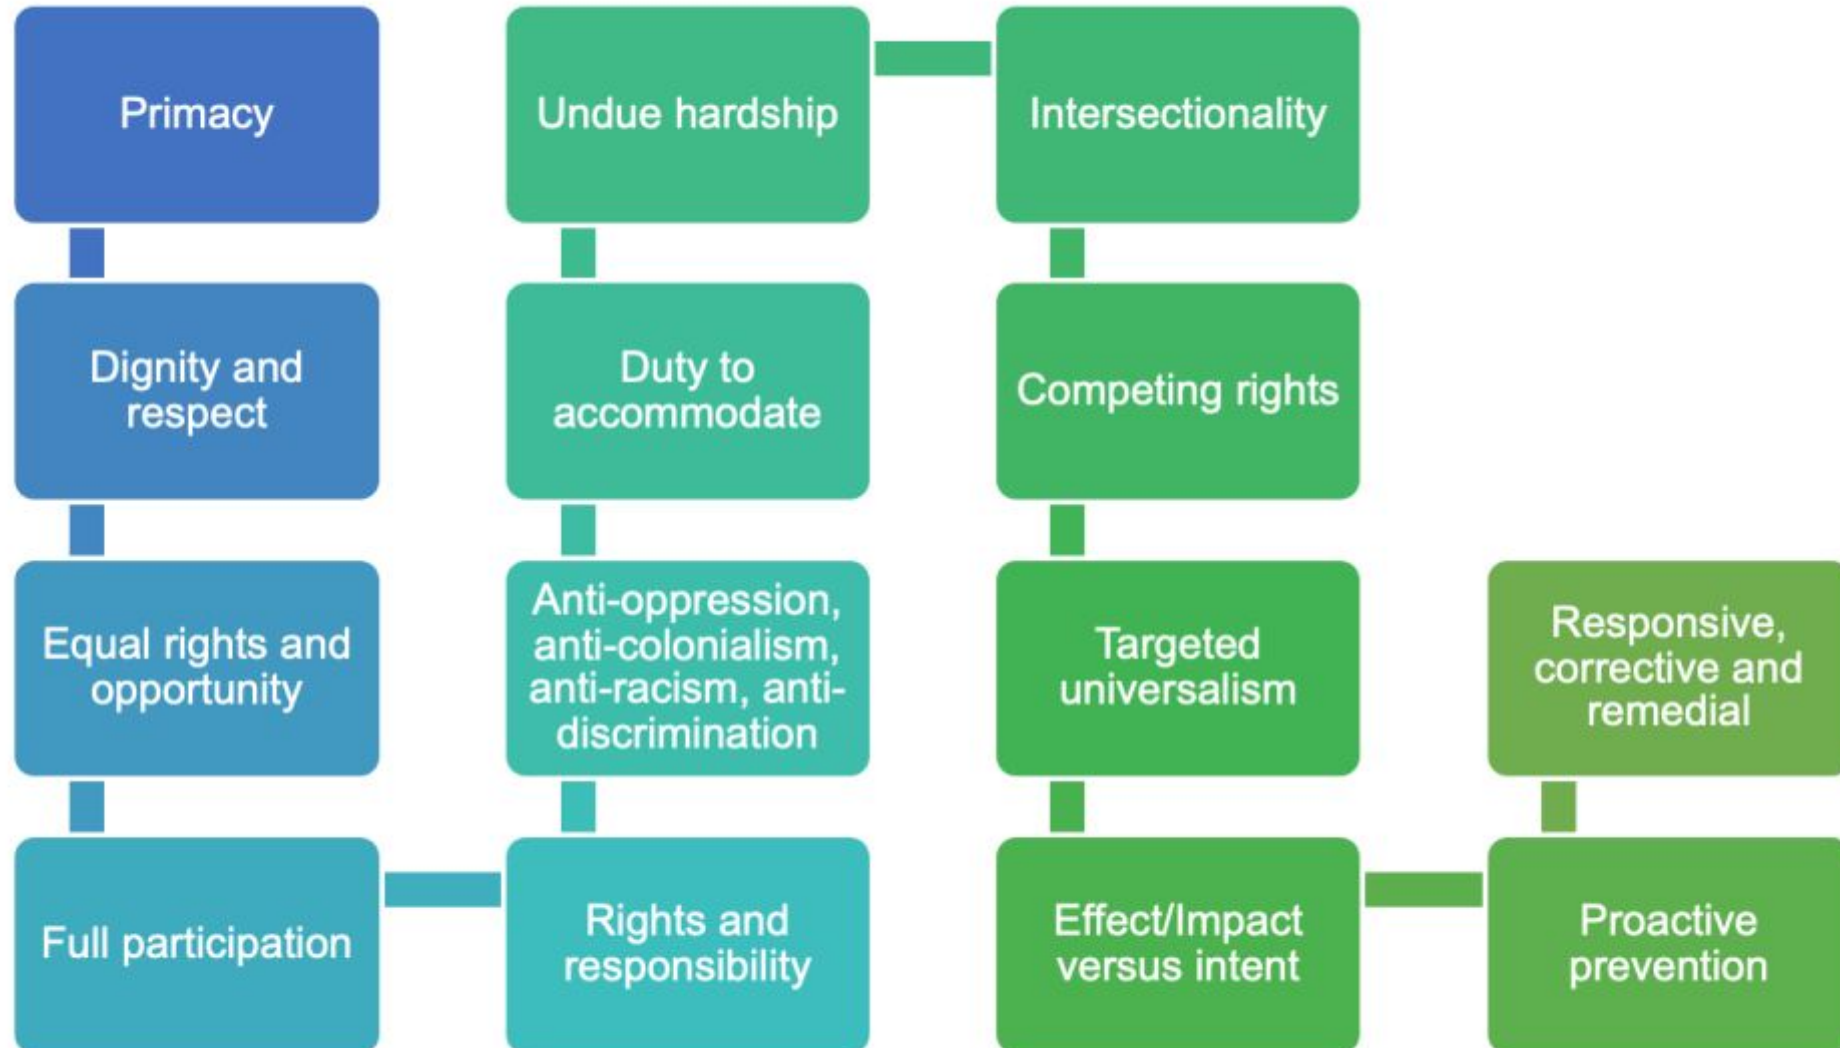 Primacy
Dignity and
respect
Equal rights and
opportunity
Full participation
Rights and
responsibility
Anti-oppression,
anti-colonialism,
anti-racism, anti-
discrimination
Duty to
accommodate
Undue hardship
Intersectionality
Competing rights
Targeted
universalism
Effect/Impact
versus intent
Proactive
prevention
Responsive,
corrective and
remedial